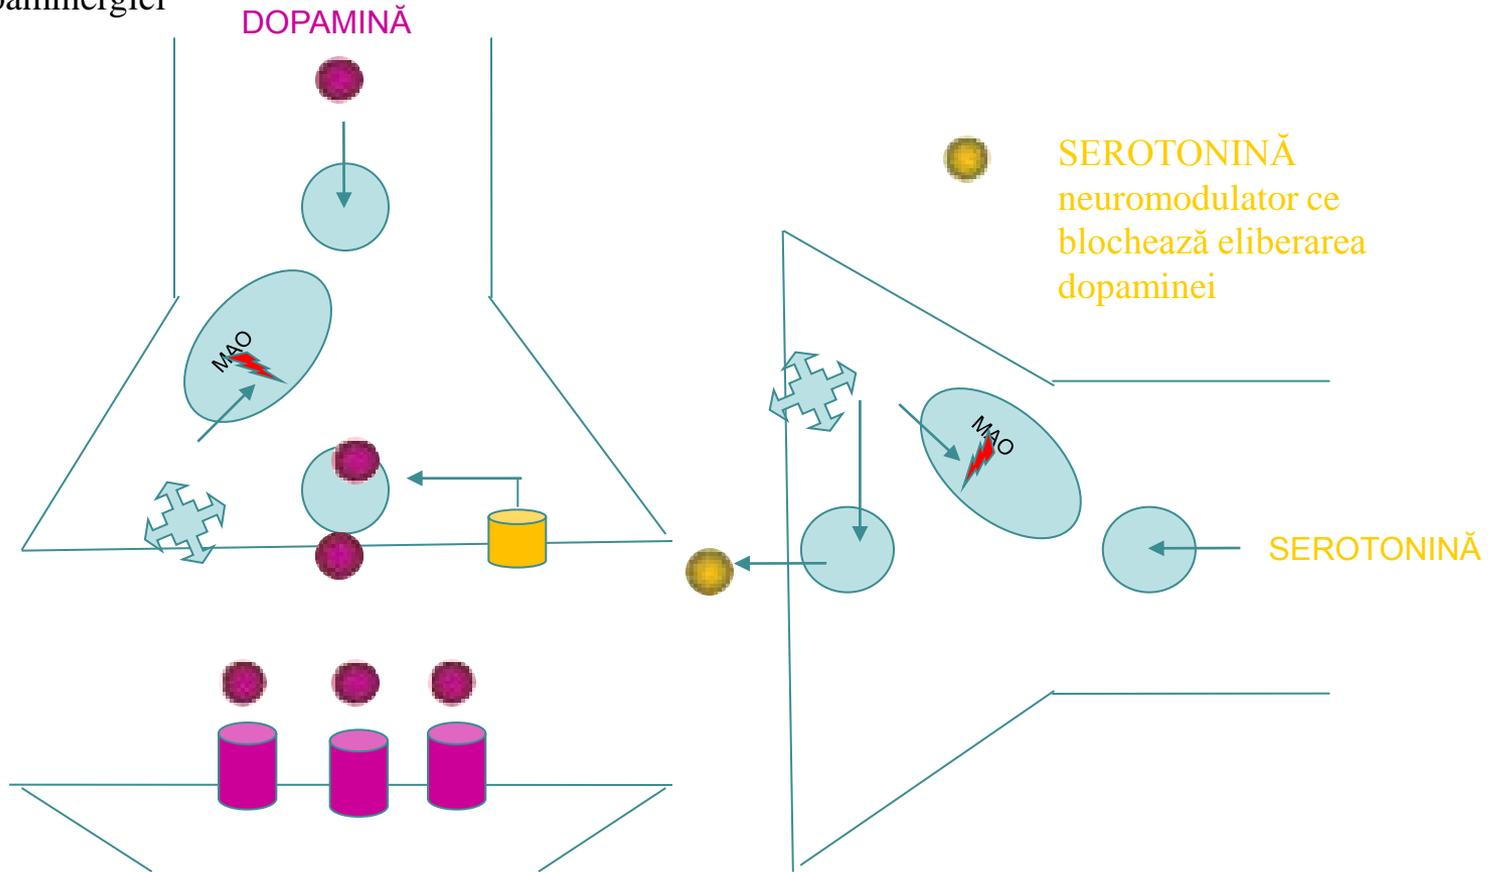 DOPAMINĂ
SEROTONINĂ
neuromodulator ce
blochează eliberarea
dopaminei
MAO
MAO
SEROTONINĂ